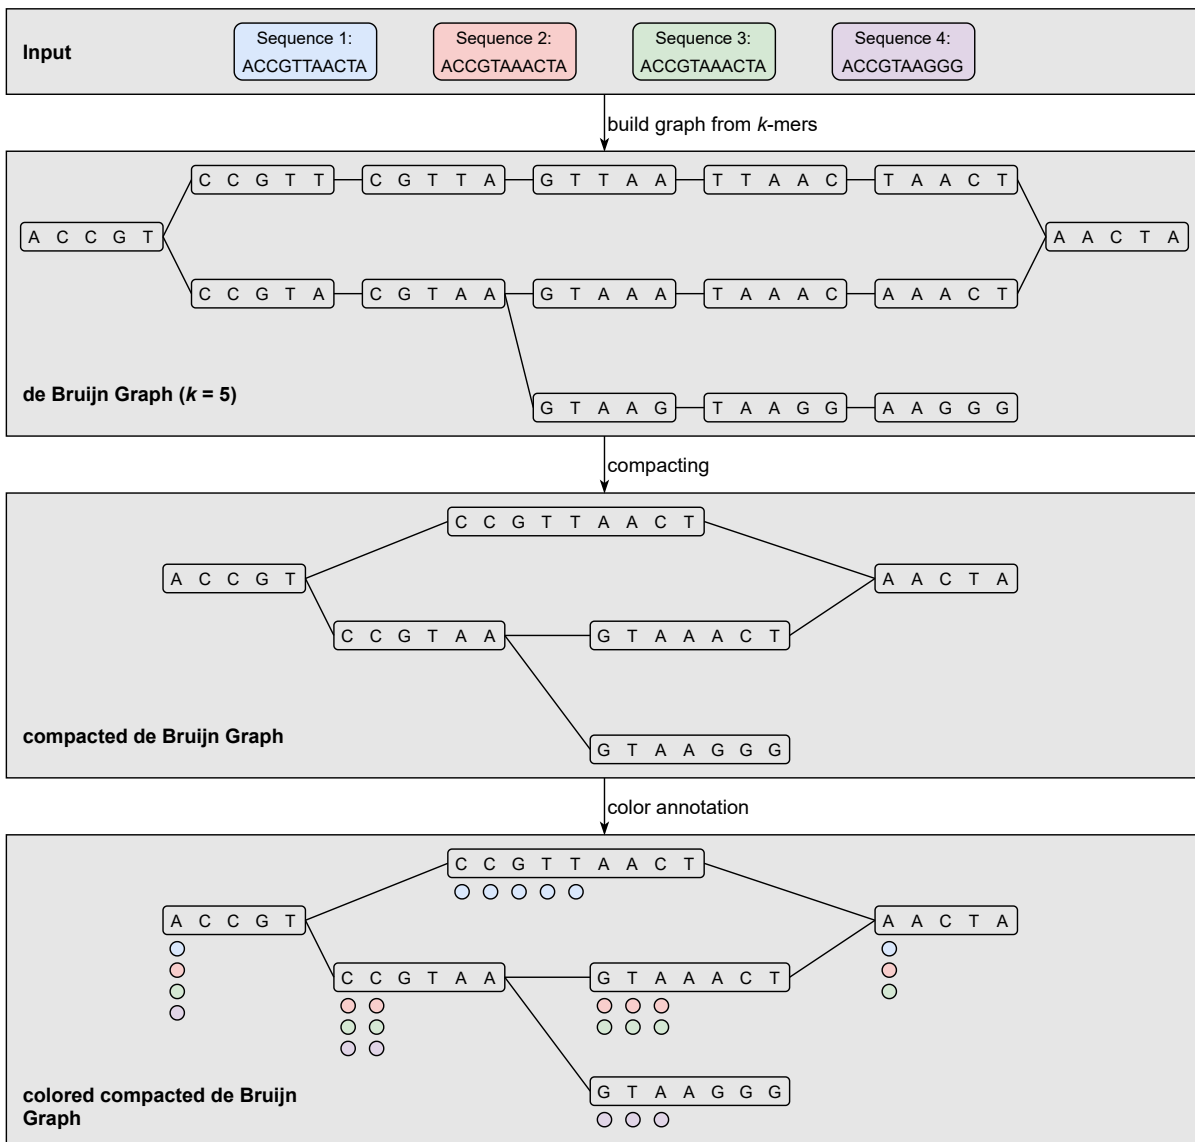 Input
Sequence 1:
ACCGTTAACTA
Sequence 2:
ACCGTAAACTA
Sequence 3:
ACCGTAAACTA
Sequence 4:
ACCGTAAGGG
build graph from k-mers
C C G T T
C G T T A
G T T A A
T T A A C
T A A C T
A C C G T
A A C T A
C C G T A
C G T A A
G T A A A
T A A A C
A A A C T
de Bruijn Graph (k = 5)
G T A A G
T A A G G
A A G G G
compacting
C C G T T A A C T
A C C G T
A A C T A
C C G T A A
G T A A A C T
compacted de Bruijn Graph
G T A A G G G
color annotation
C C G T T A A C T
A C C G T
A A C T A
C C G T A A
G T A A A C T
G T A A G G G
colored compacted de Bruijn
Graph